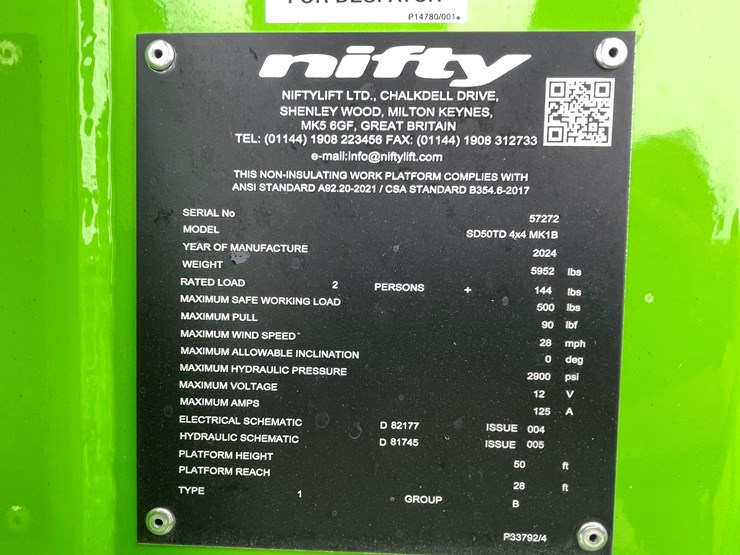 P14780/001
nifty
NIFTYLIFT LTD., CHALKDELL DRIVE,
SHENLEY WOOD, MILTON KEYNES,
MK5 6GF, GREAT BRITAIN
TEL: (01144) 1908 223456 FAX: (01144) 1908 312733
e-mail:info@niftylift.com
THIS NON-INSULATING WORK PLATFORM COMPLIES WITH
ANSI STANDARD A92.20-2021 / CSA STANDARD B354.6-2017
SERIAL No 57272
MODEL SD50TD 4x4 MK1B
YEAR OF MANUFACTURE 2024
WEIGHT 5952 lbs
RATED LOAD 2 PERSONS + 144 lbs
MAXIMUM SAFE WORKING LOAD 500 lbs
MAXIMUM PULL 90 lbf
MAXIMUM WIND SPEED 28 mph
MAXIMUM ALLOWABLE INCLINATION 0 deg
MAXIMUM HYDRAULIC PRESSURE 2900 psi
MAXIMUM VOLTAGE 12 V
MAXIMUM AMPS 125 A
ELECTRICAL SCHEMATIC D 82177 ISSUE 004
HYDRAULIC SCHEMATIC D 81745 ISSUE 005
PLATFORM HEIGHT 50 ft
PLATFORM REACH 28 ft
TYPE 1 GROUP B
P33792/4